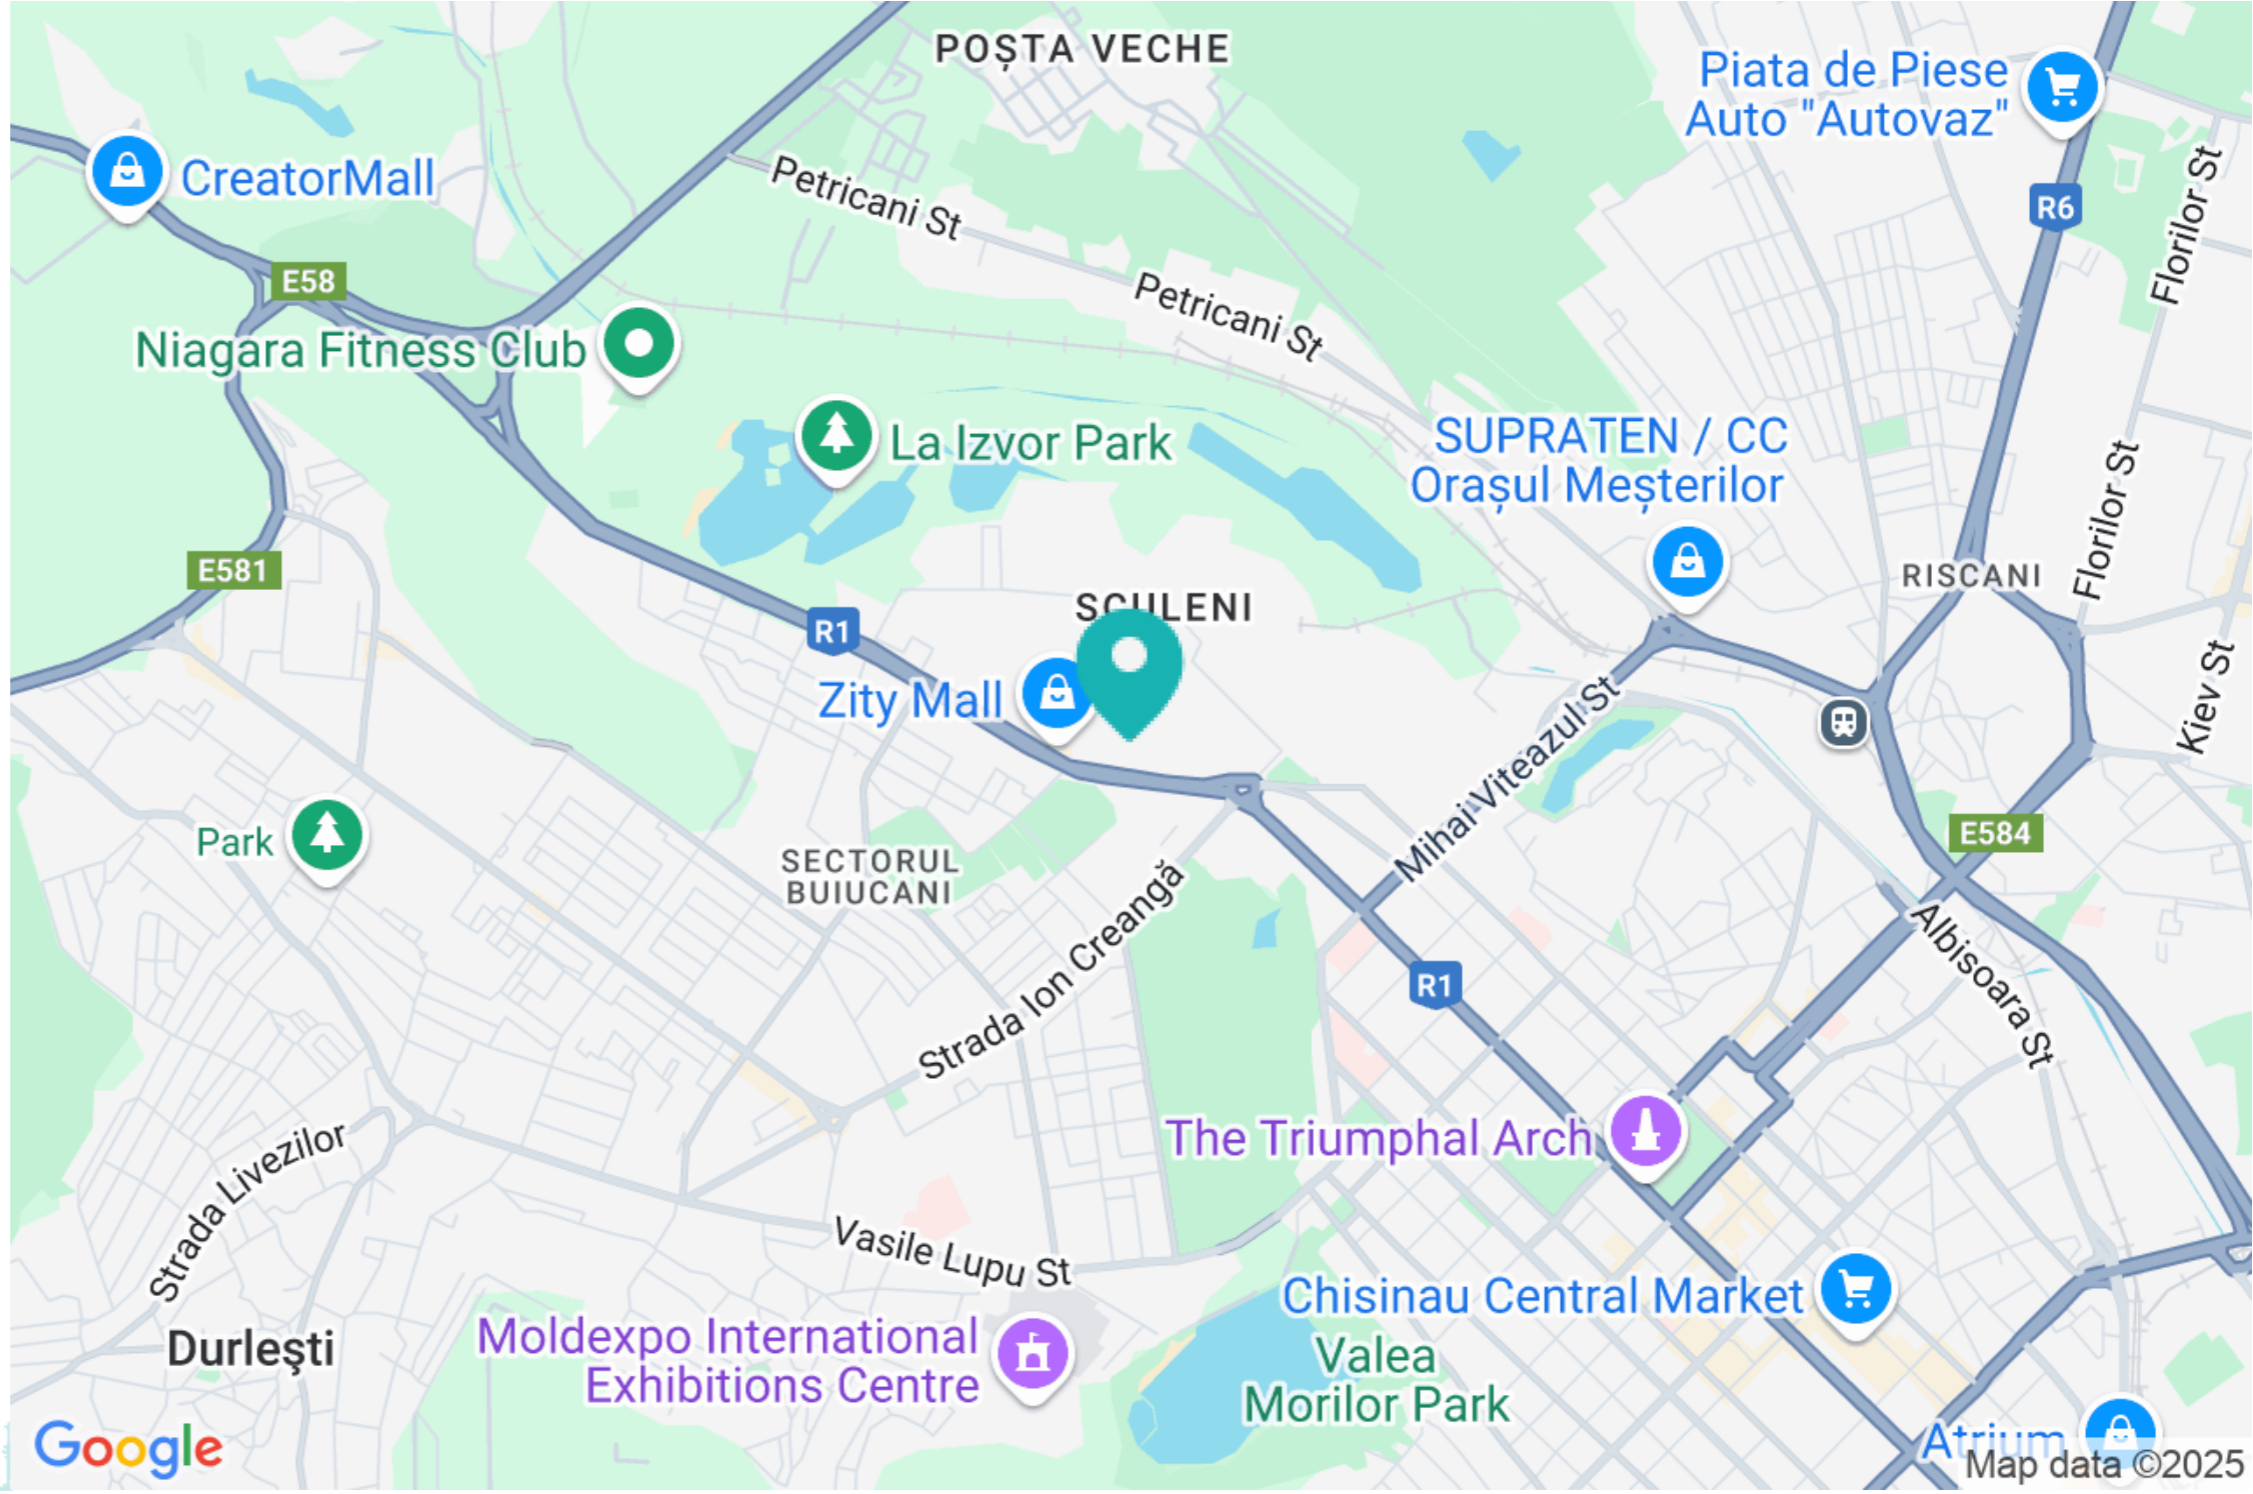 POȘTA VECHE
Piata de Piese
Auto "Autovaz"
CreatorMall
Petricani St
R6
Florilor St
E58
Petricani St
Niagara Fitness Club
La Izvor Park
SUPRATEN / CC
Orașul Meșterilor
Florilor St
E581
RISCANI
SCULENI
R1
Zity Mall
Mihai Viteazul St
Kiev St
Park
E584
SECTORUL
BUIUCANI
Strada Ion Creangă
Albisoara St
R1
The Triumphal Arch
Strada Livezilor
Vasile Lupu St
Chisinau Central Market
Durleşti
Moldexpo International
Exhibitions Centre
Valea
Morilor Park
Google
Atrium
Map data ©2025